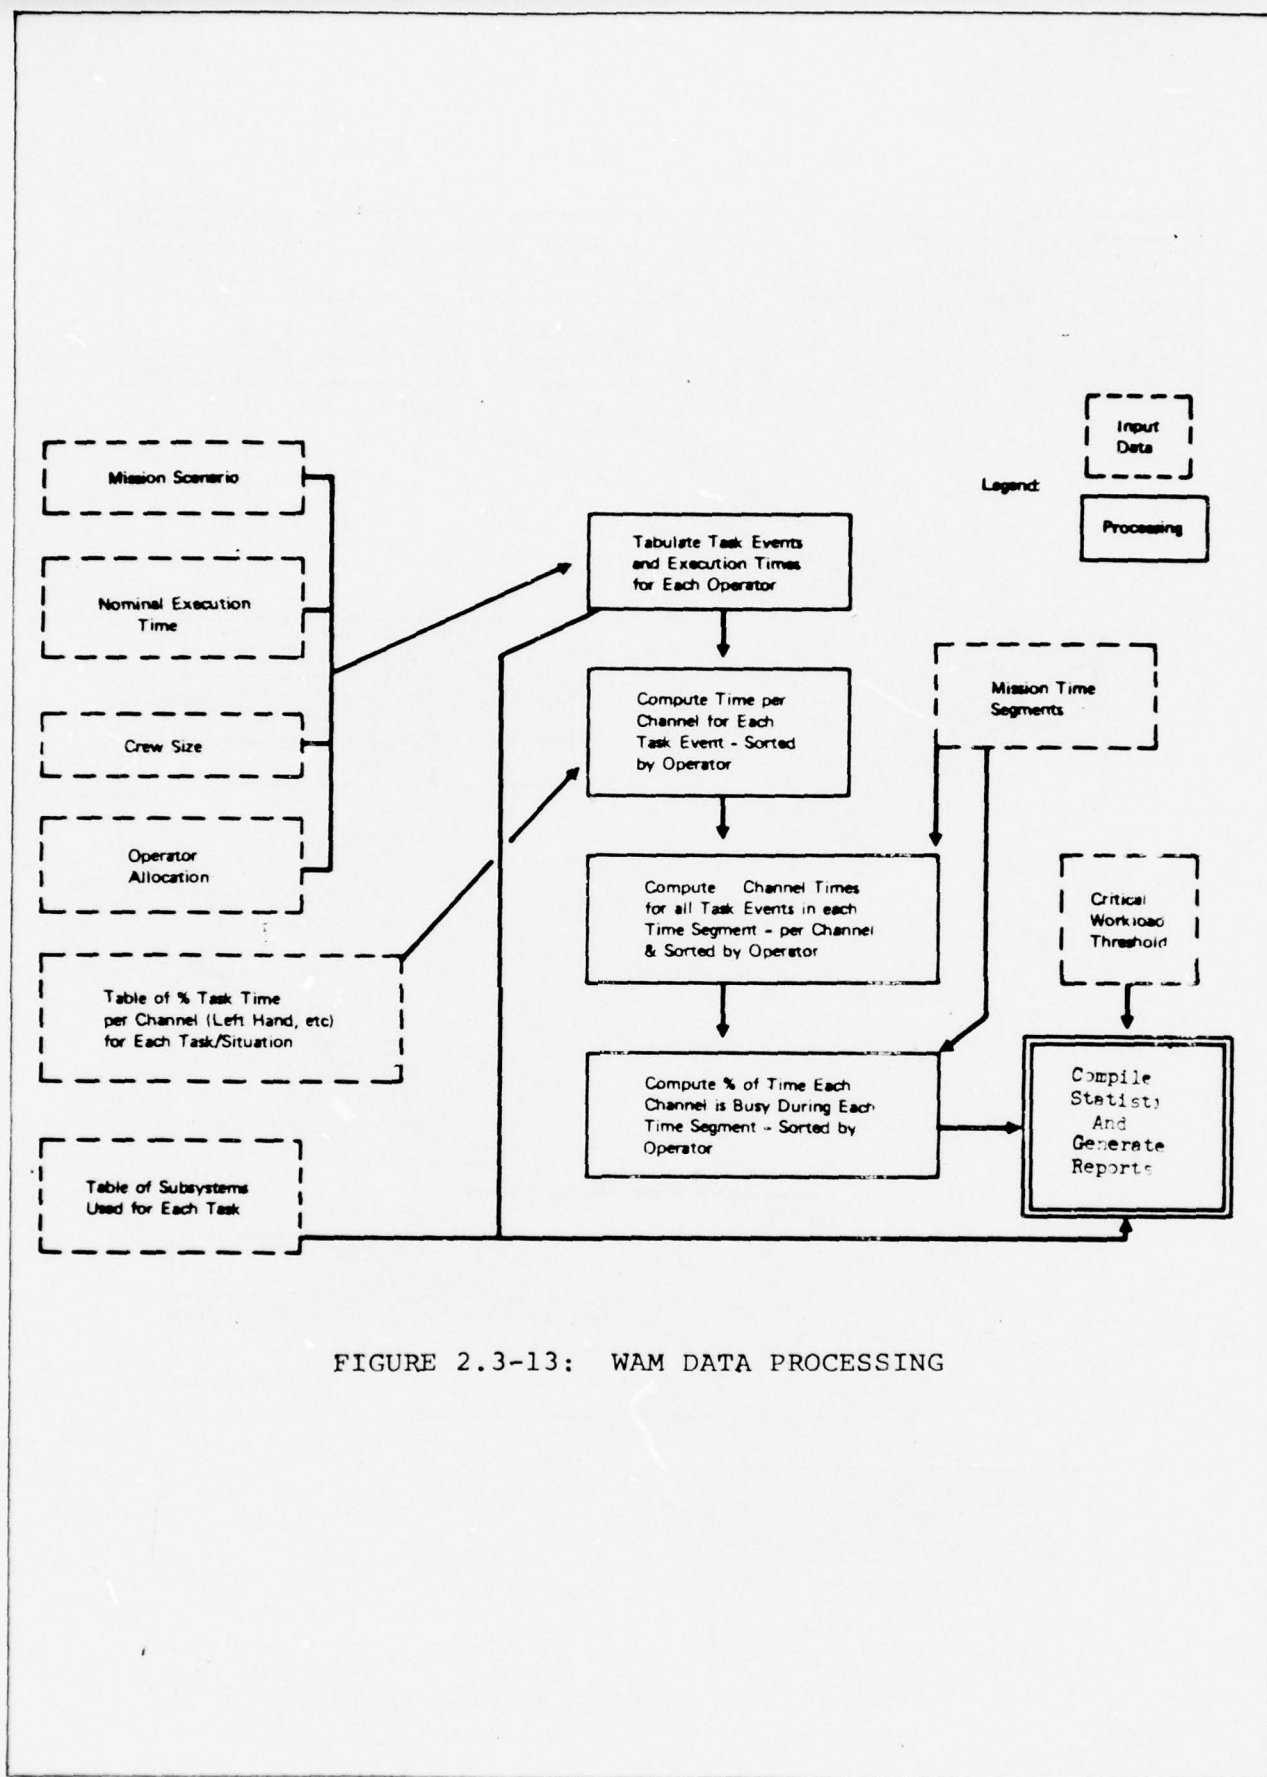 Mission Scenario
Nominal Execution
Time
Crew Size
Operator
Allocation
Table of % Task Time
per Channel (Left Hand, etc)
for Each Task/Situation
Table of Subsystems
Used for Each Task
Tabulate Task Events
and Execution Times
for Each Operator
Compute Time per
Channel for Each
Task Event - Sorted
by Operator
Compute Channel Times
for all Task Events in each
Time Segment - per Channel
& Sorted by Operator
Compute % of Time Each
Channel is Busy During Each
Time Segment - Sorted by
Operator
Legend:
Input
Data
Processing
Mission Time
Segments
Critical
Workload
Threshold
Compile
And
Generate
Reports
FIGURE 2.3-13: WAM DATA PROCESSING